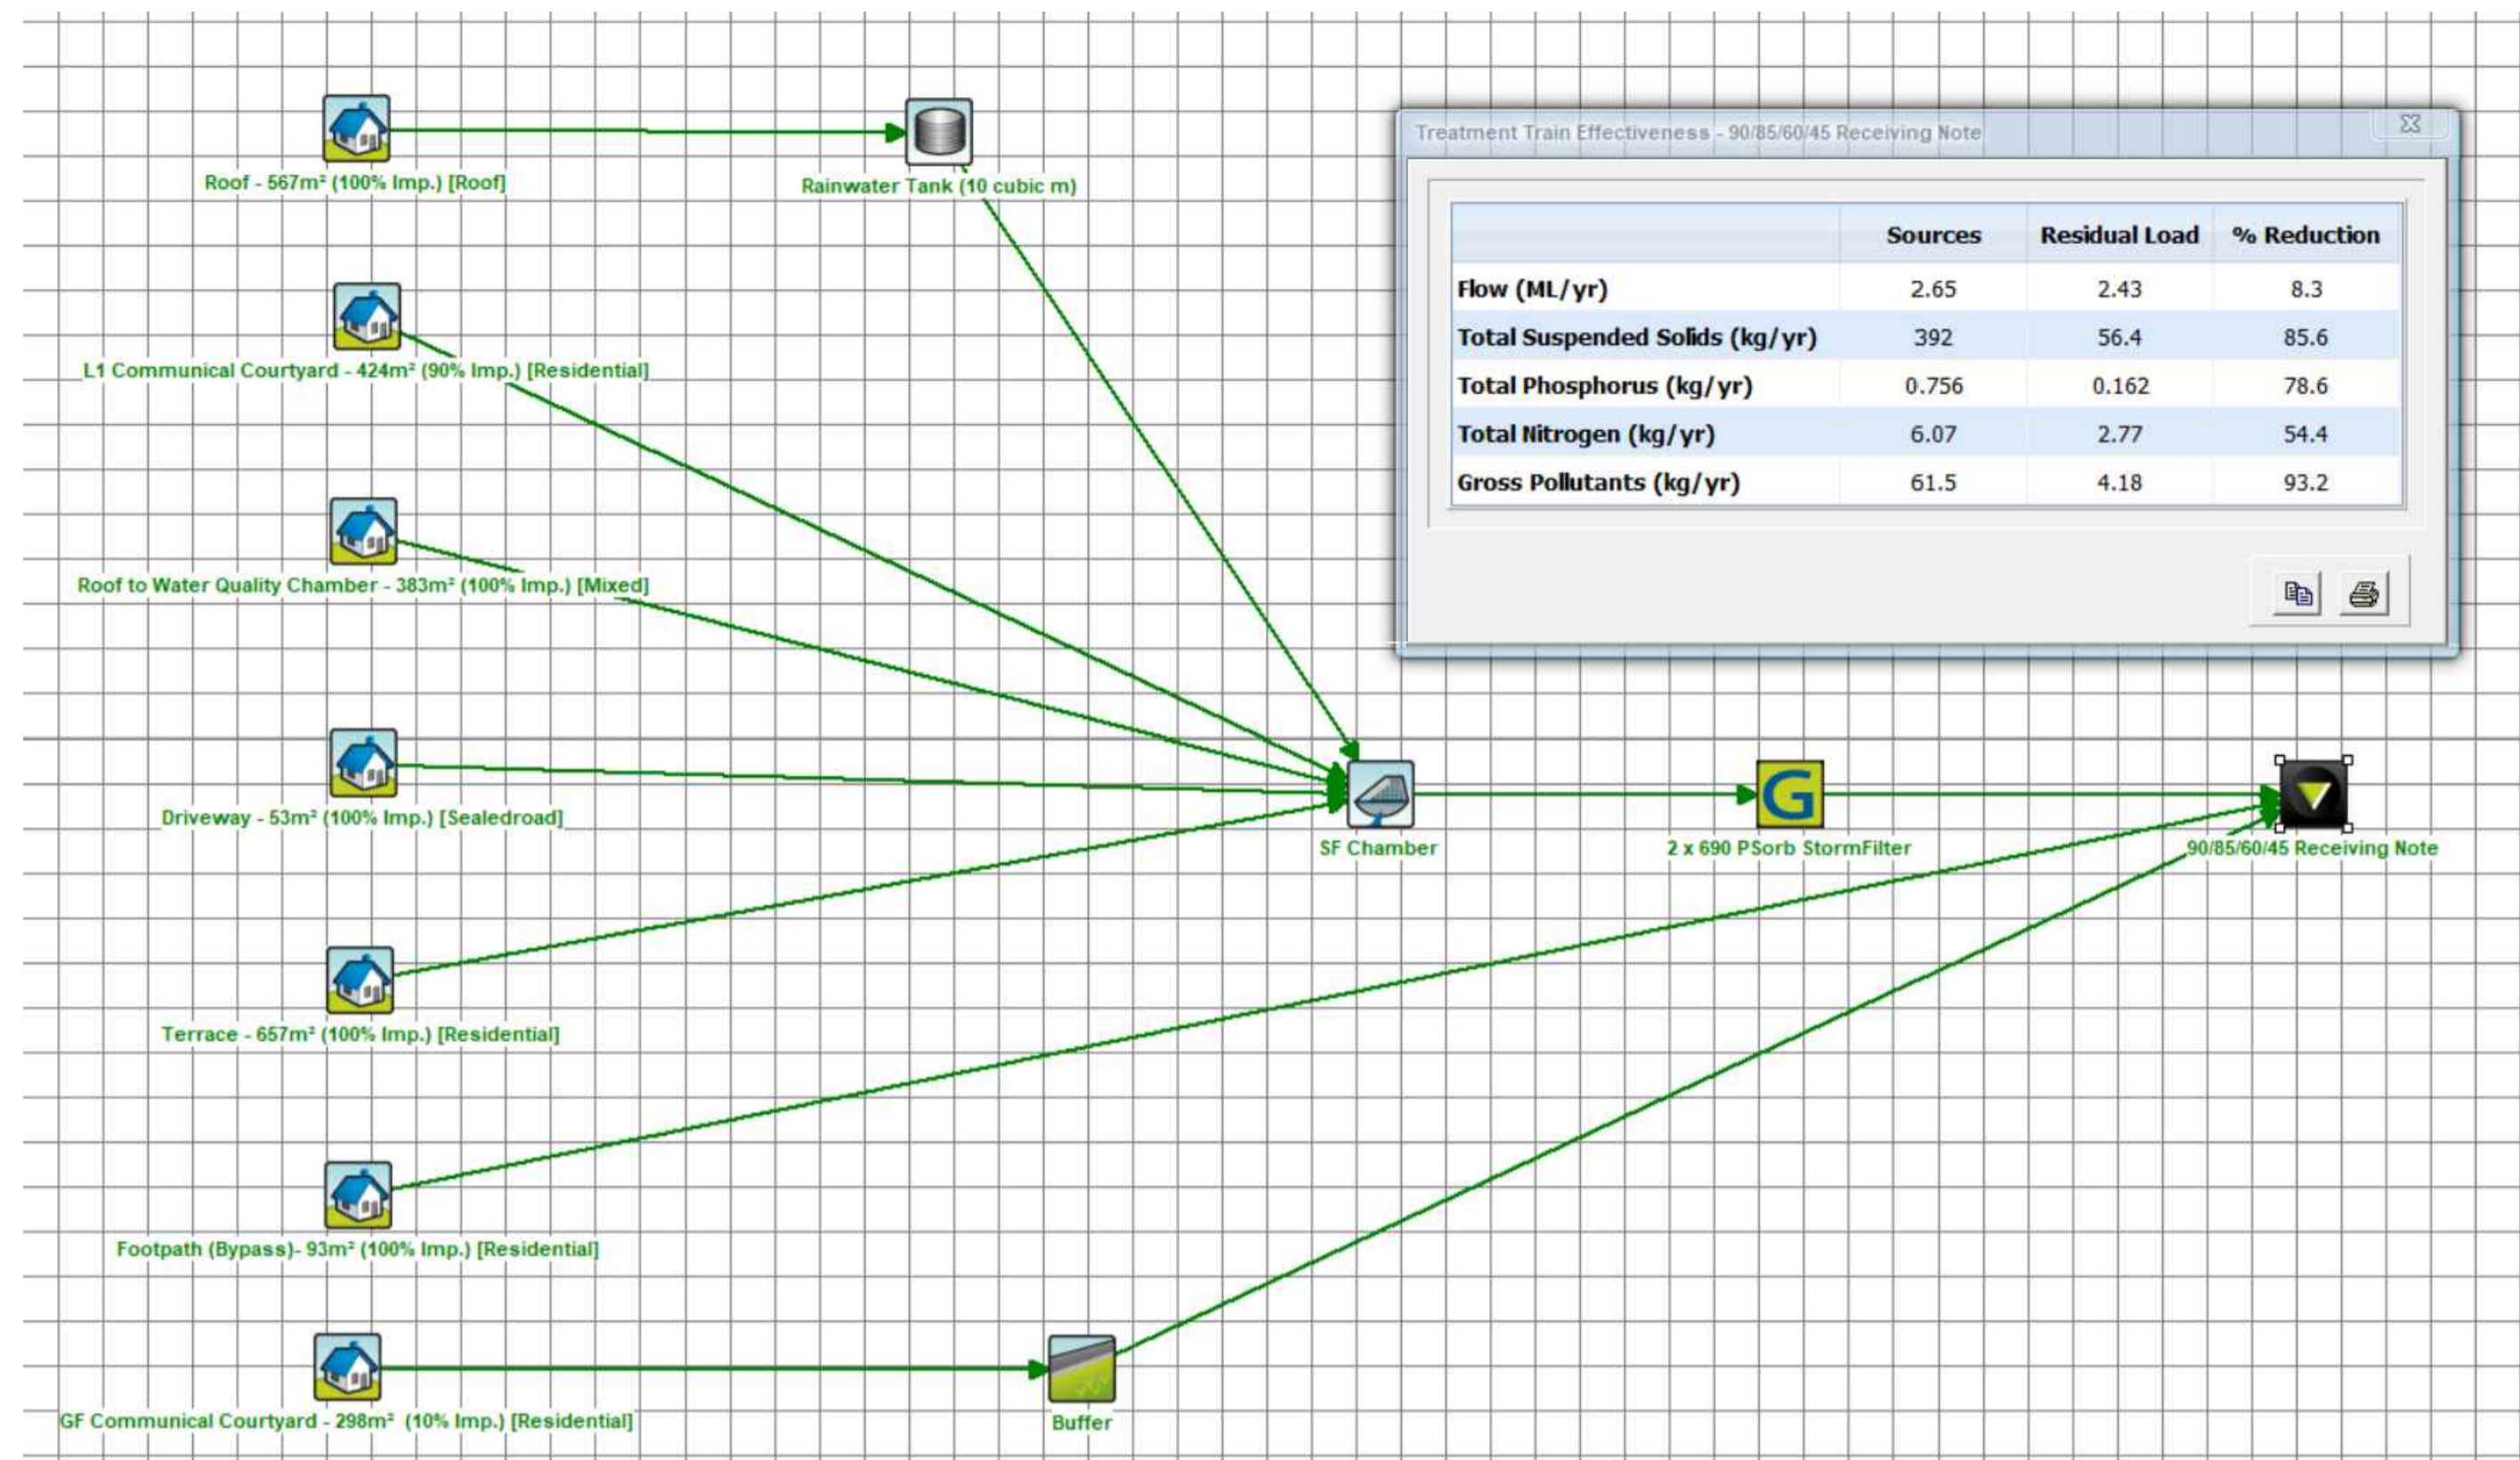 Roof - 567m² (100% Imp.) [Roof]
Rainwater Tank (10 cubic m)
Treatment Train Effectiveness - 90/85/60/45 Receiving Note
Sources Residual Load % Reduction
Flow (ML/yr) 2.65 2.43 8.3
Total Suspended Solids (kg/yr) 392 56.4 85.6
Total Phosphorus (kg/yr) 0.756 0.162 78.6
Total Nitrogen (kg/yr) 6.07 2.77 54.4
Gross Pollutants (kg/yr) 61.5 4.18 93.2
L1 Communical Courtyard - 424m² (90% Imp.) [Residential]
Roof to Water Quality Chamber - 383m² (100% Imp.) [Mixed]
Driveway - 53m² (100% Imp.) [Sealedroad]
SF Chamber
G
2 x 690 PSorb StormFilter
90/85/60/45 Receiving Note
Terrace - 657m² (100% Imp.) [Residential]
Footpath (Bypass)- 93m² (100% Imp.) [Residential]
GF Communical Courtyard - 298m² (10% Imp.) [Residential]
Buffer